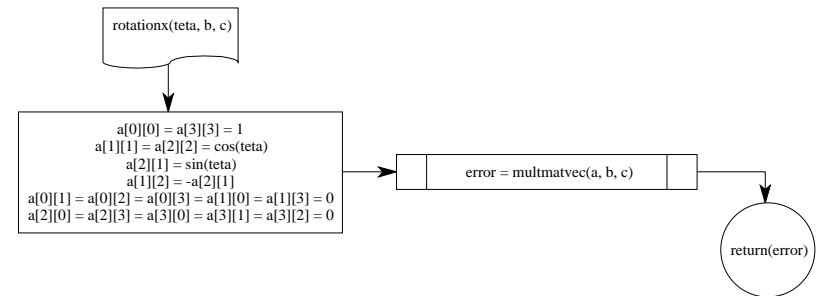 rotationx(teta, b, c)
a[0][0] = a[3][3] = 1
a[1][1] = a[2][2] = cos(teta)
a[2][1] = sin(teta)
a[1][2] = -a[2][1]
a[0][1] = a[0][2] = a[0][3] = a[1][0] = a[1][3] = 0
a[2][0] = a[2][3] = a[3][0] = a[3][1] = a[3][2] = 0
error = multmatvec(a, b, c)
return(error)